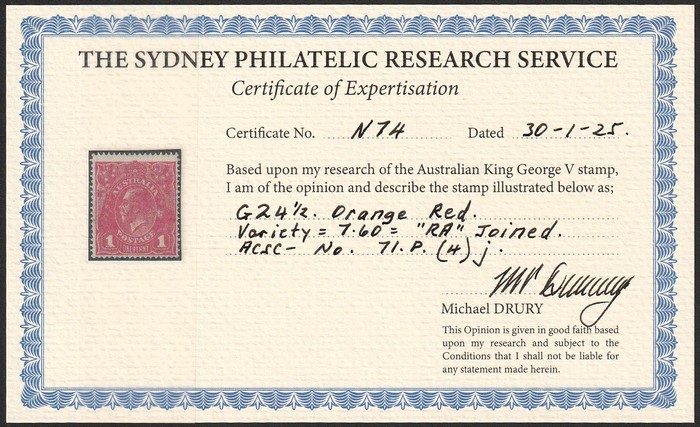 THE SYDNEY PHILATELIC RESEARCH SERVICE
Certificate of Expertisation
Certificate No. N74 Dated 30-1-25.
Based upon my research of the Australian King George V stamp,
I am of the opinion and describe the stamp illustrated below as;
G24½. Orange Red.
Variety = 7.60 = "RA" Joined.
ACSC - No. 71.P. (4) j.
Michael DRURY
This Opinion is given in good faith based
upon my research and subject to the
Conditions that I shall not be liable for
any statement made herein.
AUSTRALIA
POSTAGE
1 1